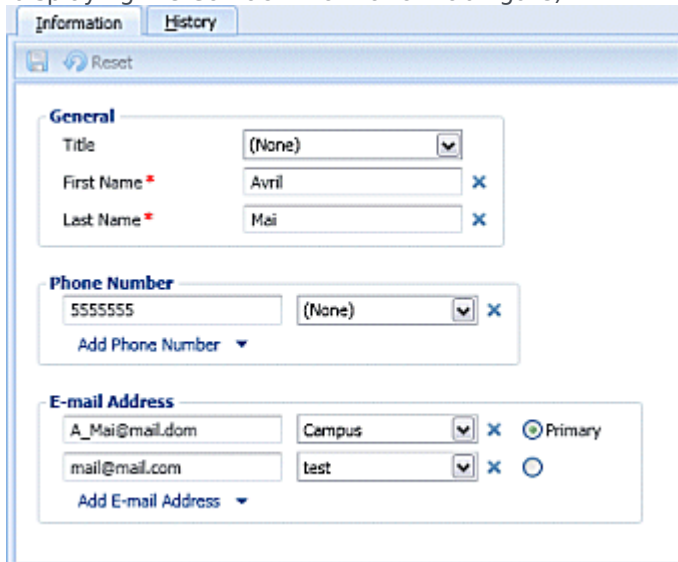 Information History
Reset
General
Title (None)
First Name * Avril
Last Name * Mai
Phone Number
5555555 (None)
Add Phone Number
E-mail Address
A_Mai@mail.dom Campus Primary
mail@mail.com test
Add E-mail Address